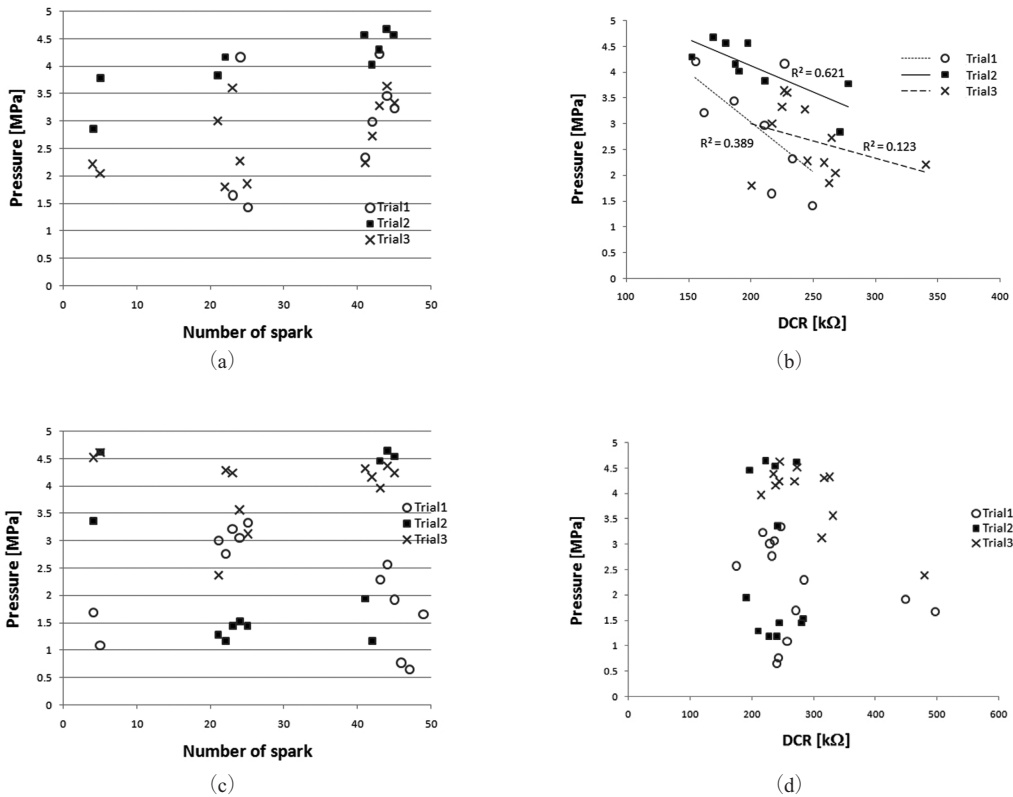 5
4.5
4
3.5
3
2.5
2
1.5
1
0.5
0
Pressure [MPa]
Trial1
Trial2
Trial3
0 10 20 30 40 50
Number of spark
(a)
5
4.5
4
3.5
3
2.5
2
1.5
1
0.5
0
Pressure [MPa]
R² = 0.621
R² = 0.389
R² = 0.123
Trial1
Trial2
Trial3
100 150 200 250 300 350 400
DCR [kΩ]
(b)
5
4.5
4
3.5
3
2.5
2
1.5
1
0.5
0
Pressure [MPa]
Trial1
Trial2
Trial3
0 10 20 30 40 50
Number of spark
(c)
5
4.5
4
3.5
3
2.5
2
1.5
1
0.5
0
Pressure [MPa]
Trial1
Trial2
Trial3
0 100 200 300 400 500 600
DCR [kΩ]
(d)